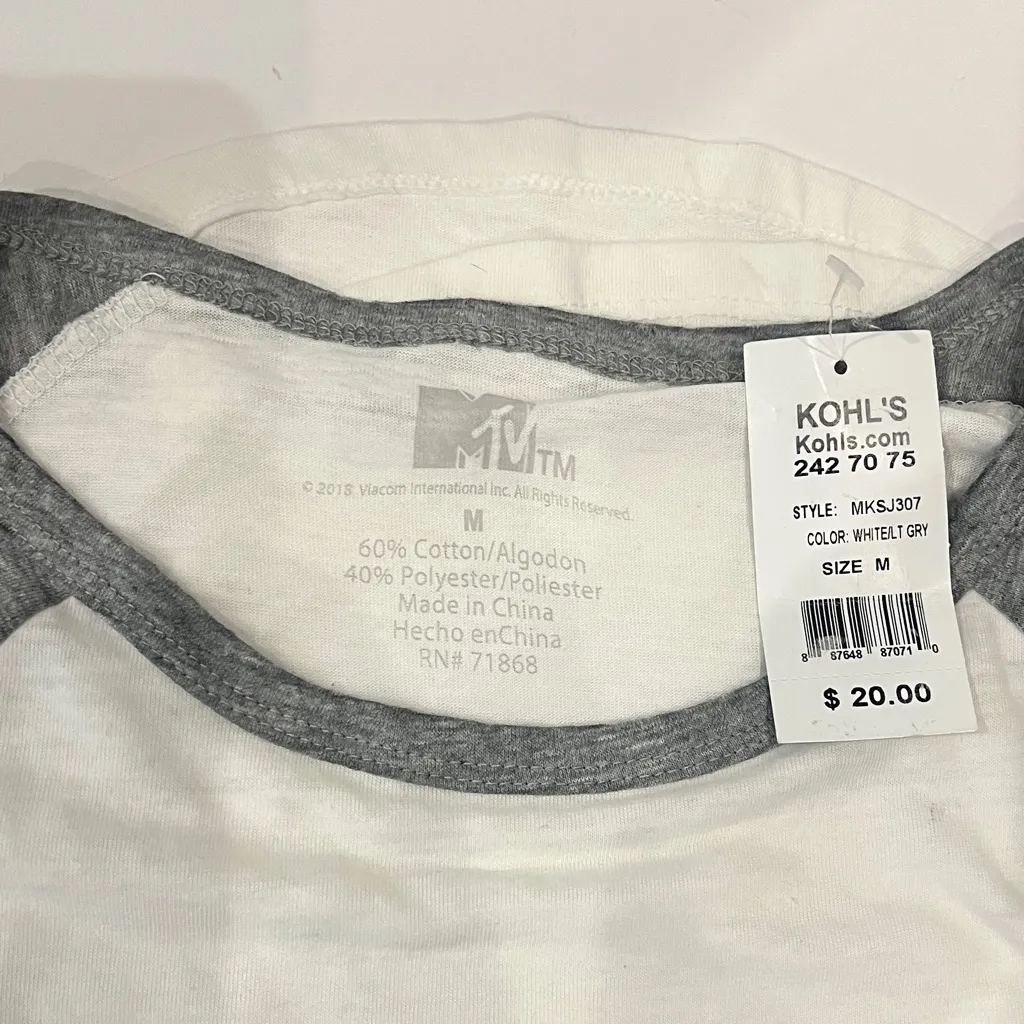 MTV TM
© 2018 Viacom International Inc. All Rights Reserved.
M
60% Cotton/Algodon
40% Polyester/Poliester
Made in China
Hecho enChina
RN# 71868
KOHL'S
Kohls.com
242 70 75
STYLE: MKSJ307
COLOR: WHITE/LT GRY
SIZE M
8 87648 87071 0
$ 20.00